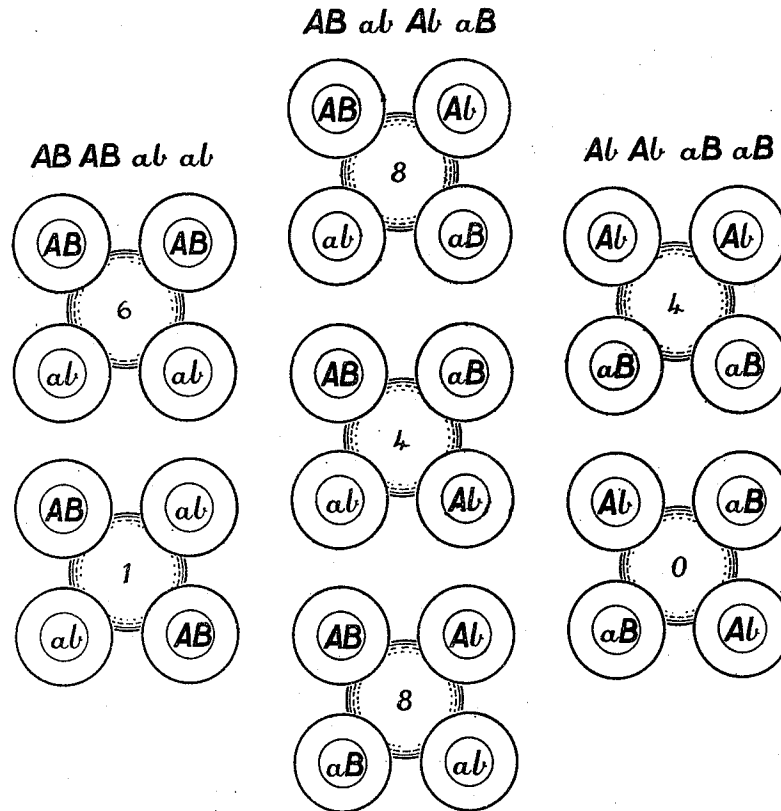 AB AB ab ab
AB AB
6
ab ab
AB ab
1
ab AB
AB ab Ab aB
AB Ab
8
ab aB
AB aB
4
ab Ab
AB Ab
8
aB ab
Ab Ab aB aB
Ab Ab
4
aB aB
Ab aB
0
aB Ab